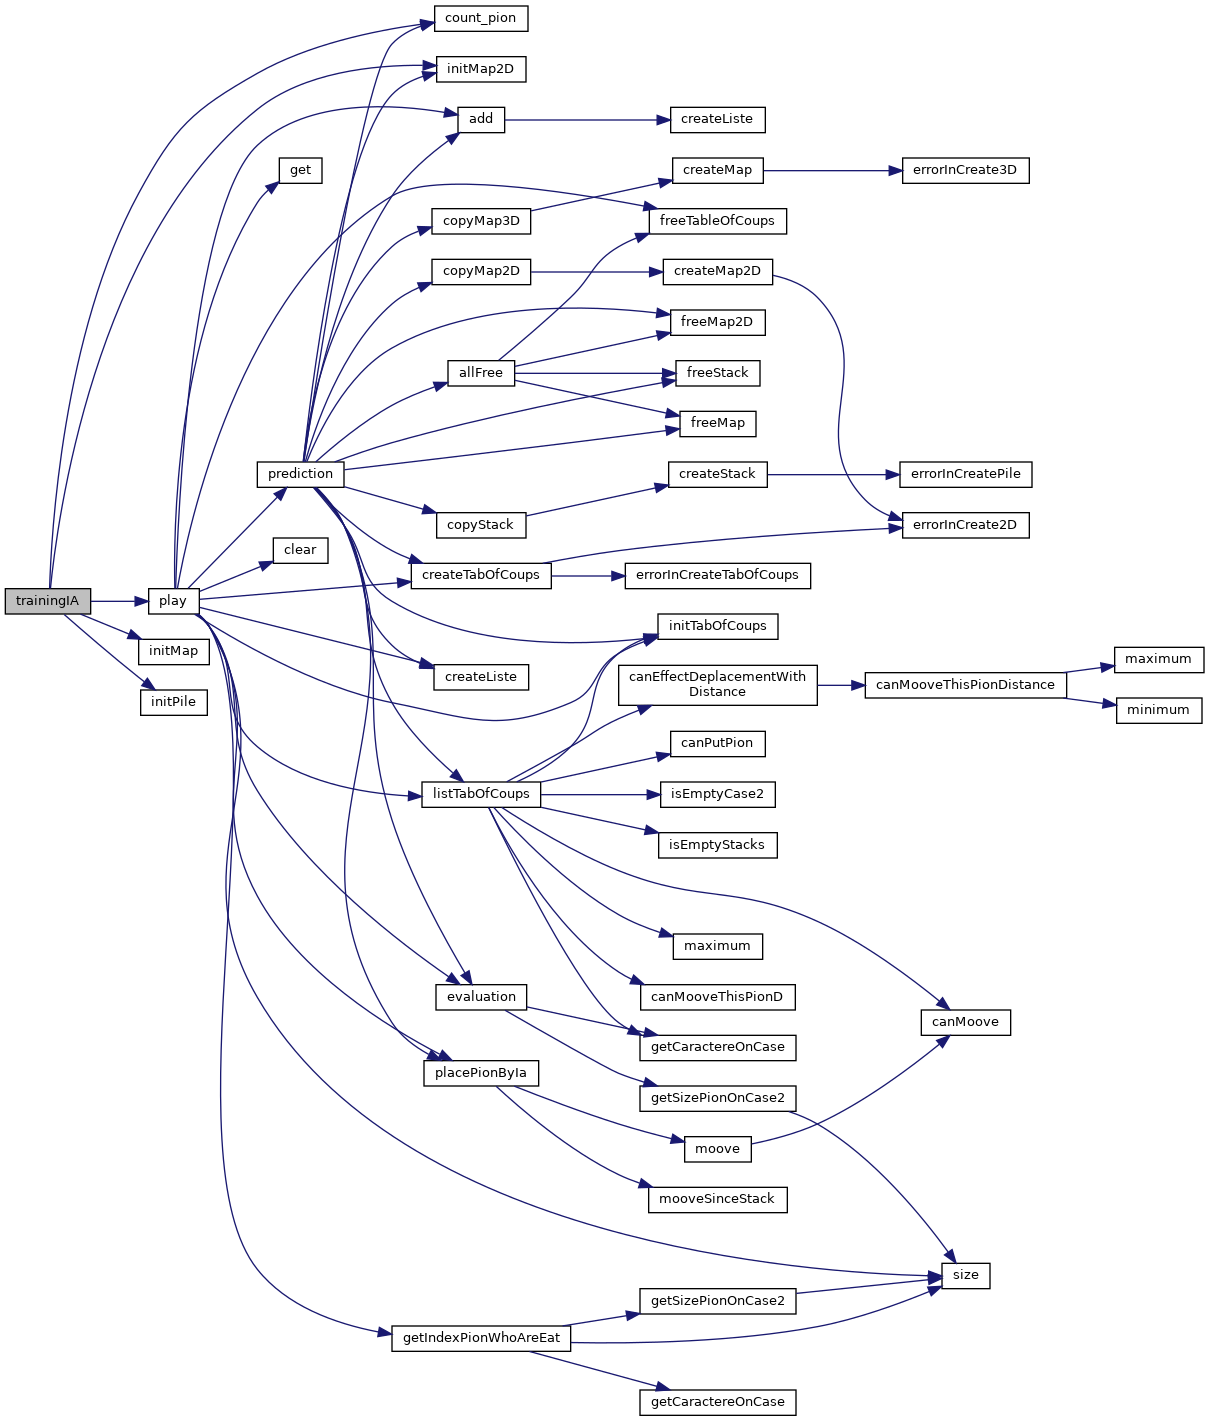 count_pion
initMap2D
add
createListe
get
createMap
errorInCreate3D
copyMap3D
freeTableOfCoups
copyMap2D
createMap2D
freeMap2D
allFree
freeStack
freeMap
prediction
createStack
errorInCreatePile
copyStack
errorInCreate2D
clear
createTabOfCoups
errorInCreateTabOfCoups
trainingIA
play
initTabOfCoups
initMap
canEffectDeplacementWith
Distance
canMooveThisPionDistance
maximum
minimum
createListe
initPile
canPutPion
listTabOfCoups
isEmptyCase2
isEmptyStacks
maximum
canMooveThisPionD
evaluation
canMoove
getCaractereOnCase
placePionByIa
getSizePionOnCase2
moove
mooveSinceStack
size
getSizePionOnCase2
getIndexPionWhoAreEat
getCaractereOnCase